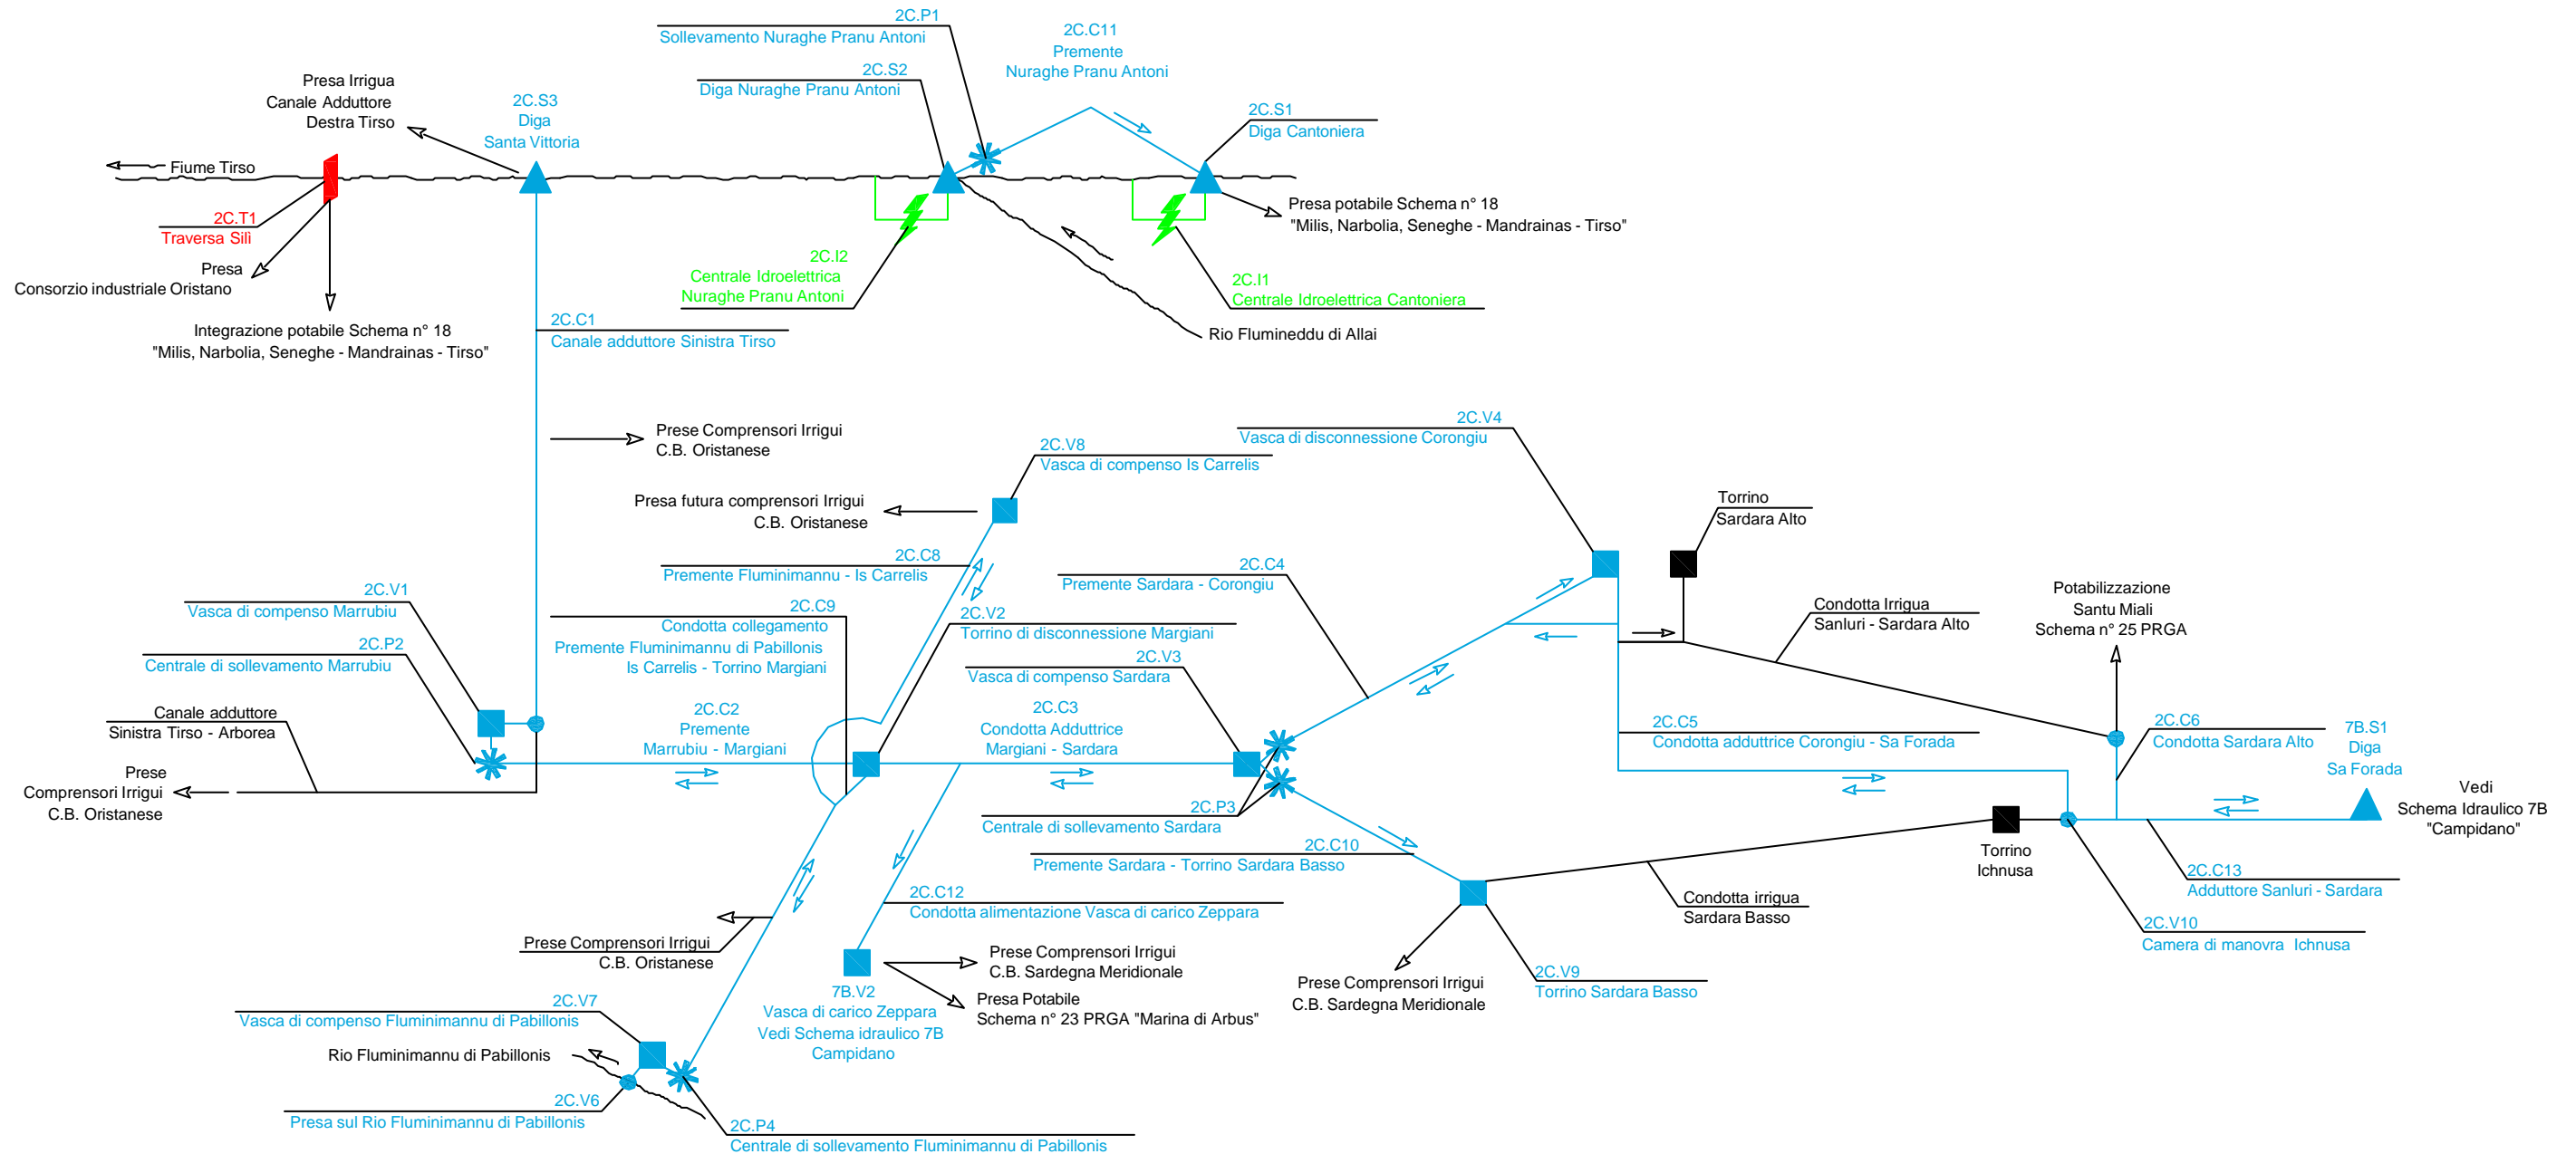 2C.P1
Sollevamento Nuraghe Pranu Antoni
2C.C11
Premente
Nuraghe Pranu Antoni
2C.S2
Diga Nuraghe Pranu Antoni
Presa Irrigua
Canale Adduttore
Destra Tirso
2C.S3
Diga
Santa Vittoria
2C.S1
Diga Cantoniera
Fiume Tirso
2C.T1
Traversa Silì
Presa
Consorzio industriale Oristano
Integrazione potabile Schema n° 18
"Milis, Narbolia, Seneghe - Mandrainas - Tirso"
Presa potabile Schema n° 18
"Milis, Narbolia, Seneghe - Mandrainas - Tirso"
2C.I2
Centrale Idroelettrica
Nuraghe Pranu Antoni
2C.I1
Centrale Idroelettrica Cantoniera
Rio Flumineddu di Allai
2C.C1
Canale adduttore Sinistra Tirso
Prese Comprensori Irrigui
C.B. Oristanese
2C.V8
Vasca di compenso Is Carrelis
2C.V4
Vasca di disconnessione Corongiu
Presa futura comprensori Irrigui
C.B. Oristanese
Torrino
Sardara Alto
2C.C8
Premente Fluminimannu - Is Carrelis
2C.C4
Premente Sardara - Corongiu
2C.V1
Vasca di compenso Marrubiu
2C.P2
Centrale di sollevamento Marrubiu
2C.C9
Condotta collegamento
Premente Fluminimannu di Pabillonis
Is Carrelis - Torrino Margiani
2C.V2
Torrino di disconnessione Margiani
2C.V3
Vasca di compenso Sardara
Condotta Irrigua
Sanluri - Sardara Alto
Potabilizzazione
Santu Miali
Schema n° 25 PRGA
Canale adduttore
Sinistra Tirso - Arborea
2C.C2
Premente
Marrubiu - Margiani
2C.C3
Condotta Adduttrice
Margiani - Sardara
2C.C5
Condotta adduttrice Corongiu - Sa Forada
2C.C6
Condotta Sardara Alto
7B.S1
Diga
Sa Forada
Prese
Comprensori Irrigui
C.B. Oristanese
Vedi
Schema Idraulico 7B
"Campidano"
2C.P3
Centrale di sollevamento Sardara
2C.C10
Premente Sardara - Torrino Sardara Basso
Torrino
Ichnusa
2C.C13
Adduttore Sanluri - Sardara
2C.C12
Condotta alimentazione Vasca di carico Zeppara
Condotta irrigua
Sardara Basso
2C.V10
Camera di manovra Ichnusa
Prese Comprensori Irrigui
C.B. Oristanese
Prese Comprensori Irrigui
C.B. Sardegna Meridionale
Presa Potabile
Schema n° 23 PRGA "Marina di Arbus"
7B.V2
Vasca di carico Zeppara
Vedi Schema idraulico 7B
Campidano
Prese Comprensori Irrigui
C.B. Sardegna Meridionale
2C.V9
Torrino Sardara Basso
2C.V7
Vasca di compenso Fluminimannu di Pabillonis
Rio Fluminimannu di Pabillonis
2C.V6
Presa sul Rio Fluminimannu di Pabillonis
2C.P4
Centrale di sollevamento Fluminimannu di Pabillonis